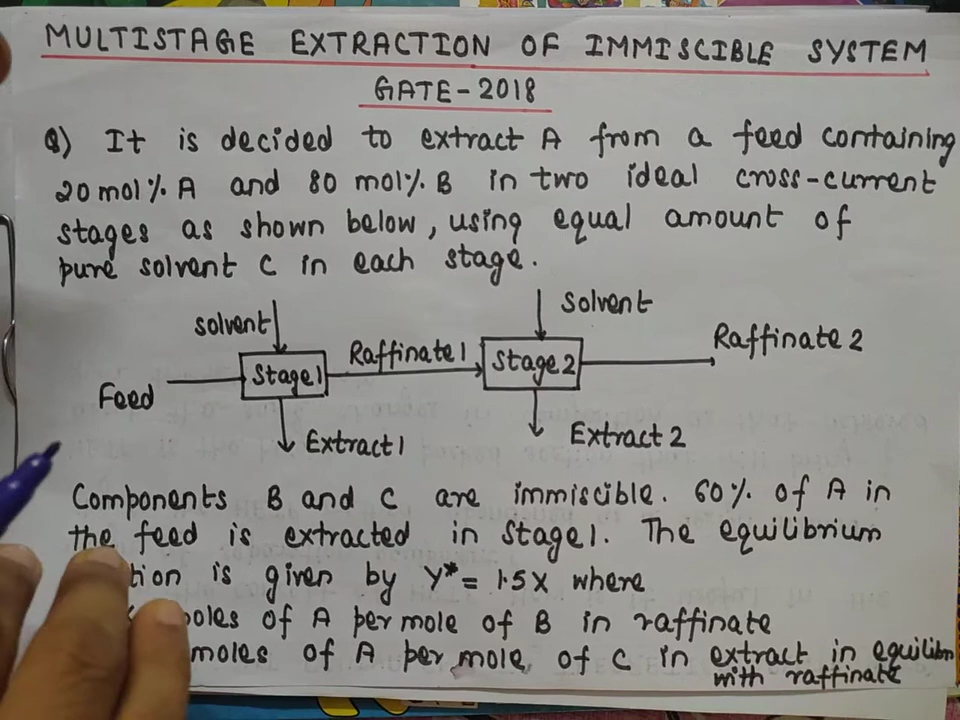 MULTISTAGE EXTRACTION OF IMMISCIBLE SYSTEM
GATE-2018
Q) It is decided to extract A from a feed containing
20 mol% A and 80 mol% B in two ideal cross-current
stages as shown below, using equal amount of
pure solvent C in each stage.
solvent
Solvent
Feed
Stage1
Raffinate 1
Stage 2
Raffinate 2
Extract 1
Extract 2
Components B and C are immiscible. 60% of A in
the feed is extracted in stage 1. The equilibrium
tion is given by Y* = 1.5X where
moles of A per mole of B in raffinate
moles of A per mole of C in extract in equilibm
with raffinate